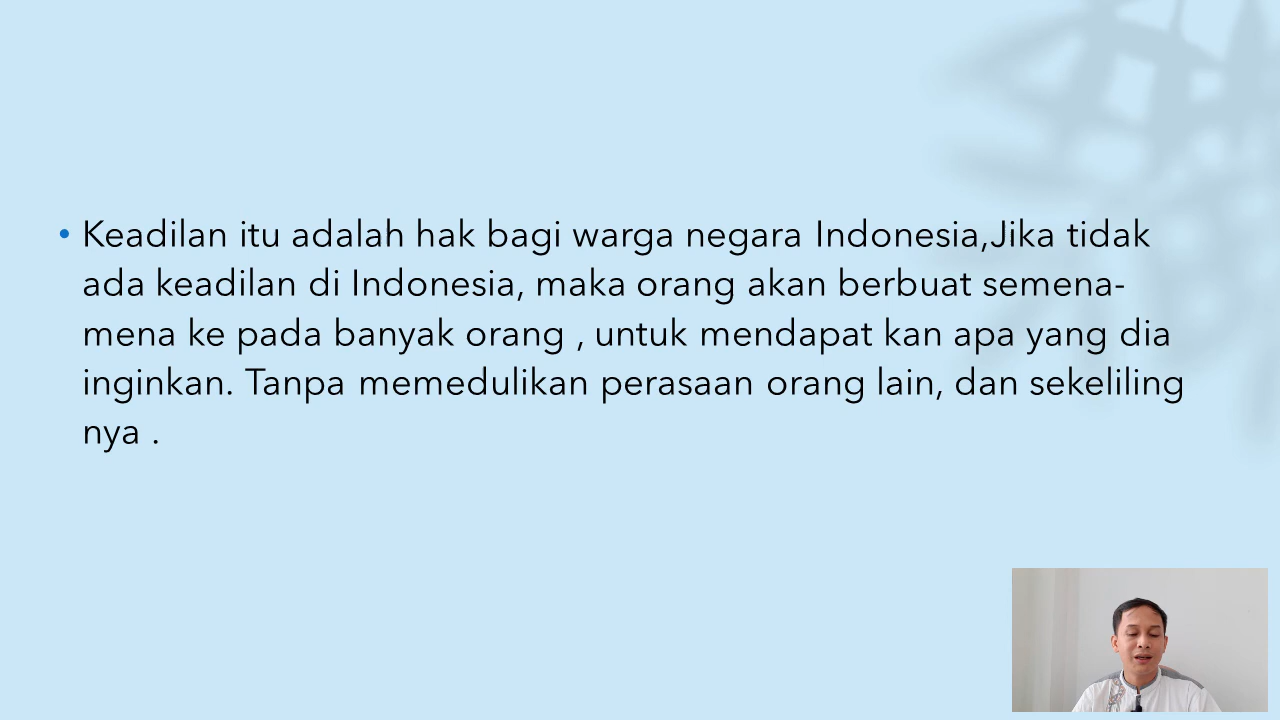 • Keadilan itu adalah hak bagi warga negara Indonesia,Jika tidak
ada keadilan di Indonesia, maka orang akan berbuat semena-
mena ke pada banyak orang , untuk mendapat kan apa yang dia
inginkan. Tanpa memedulikan perasaan orang lain, dan sekeliling
nya .